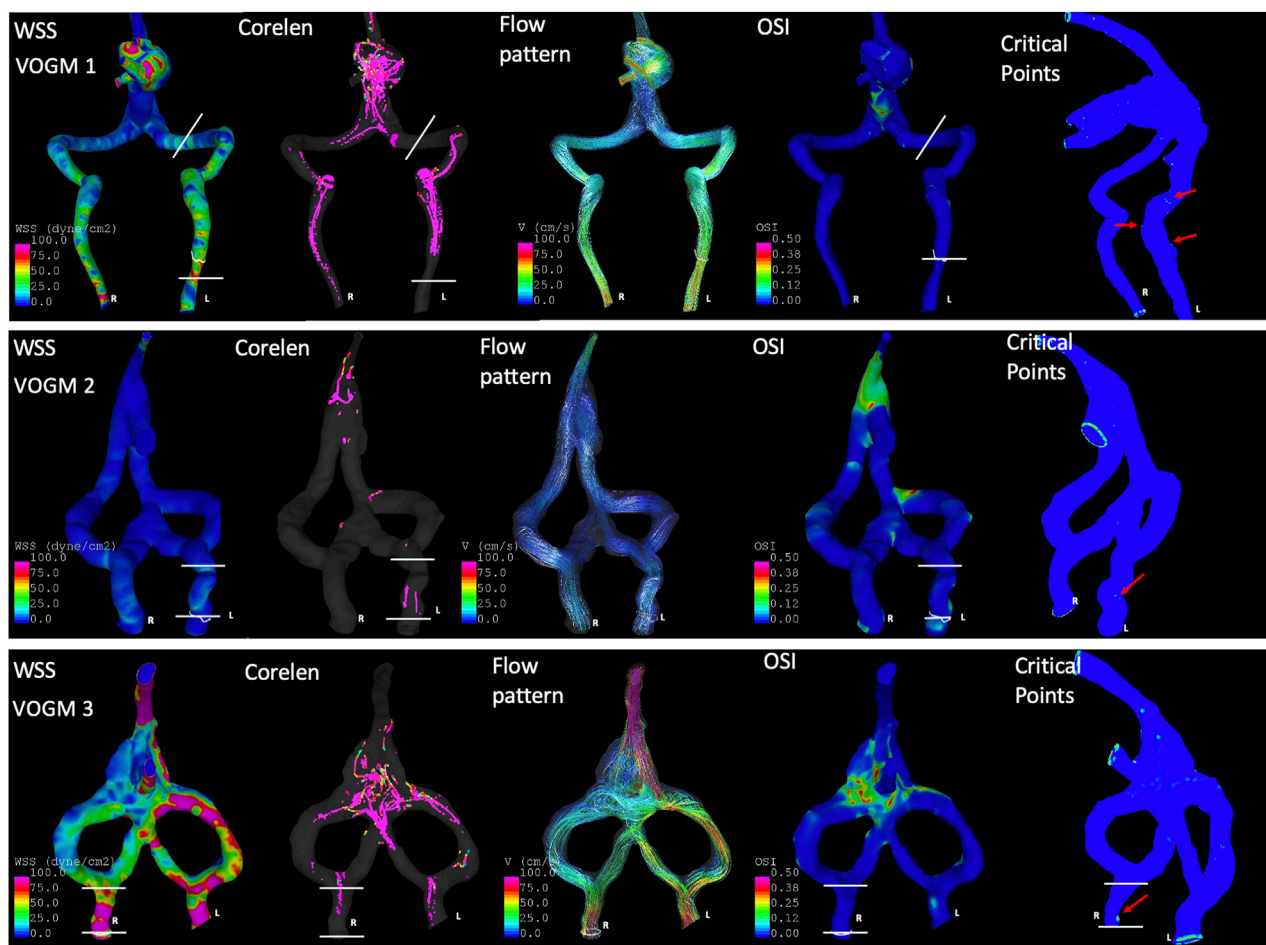 WSS
VOGM 1
Corelen
Flow
pattern
OSI
Critical
Points
WSS (dyne/cm2)
100.0
75.0
50.0
25.0
0.0
R
L
L
R
V (cm/s)
100.0
75.0
50.0
25.0
0.0
R
L
OSI
0.50
0.38
0.25
0.12
0.00
R
L
R
L
WSS
VOGM 2
Corelen
Flow
pattern
OSI
Critical
Points
WSS (dyne/cm2)
100.0
75.0
50.0
25.0
0.0
R
L
R
L
V (cm/s)
100.0
75.0
50.0
25.0
0.0
R
L
OSI
0.50
0.38
0.25
0.12
0.00
R
L
R
L
WSS
VOGM 3
Corelen
Flow
pattern
OSI
Critical
Points
WSS (dyne/cm2)
100.0
75.0
50.0
25.0
0.0
R
L
R
L
V (cm/s)
100.0
75.0
50.0
25.0
0.0
R
L
OSI
0.50
0.38
0.25
0.12
0.00
R
L
R
L